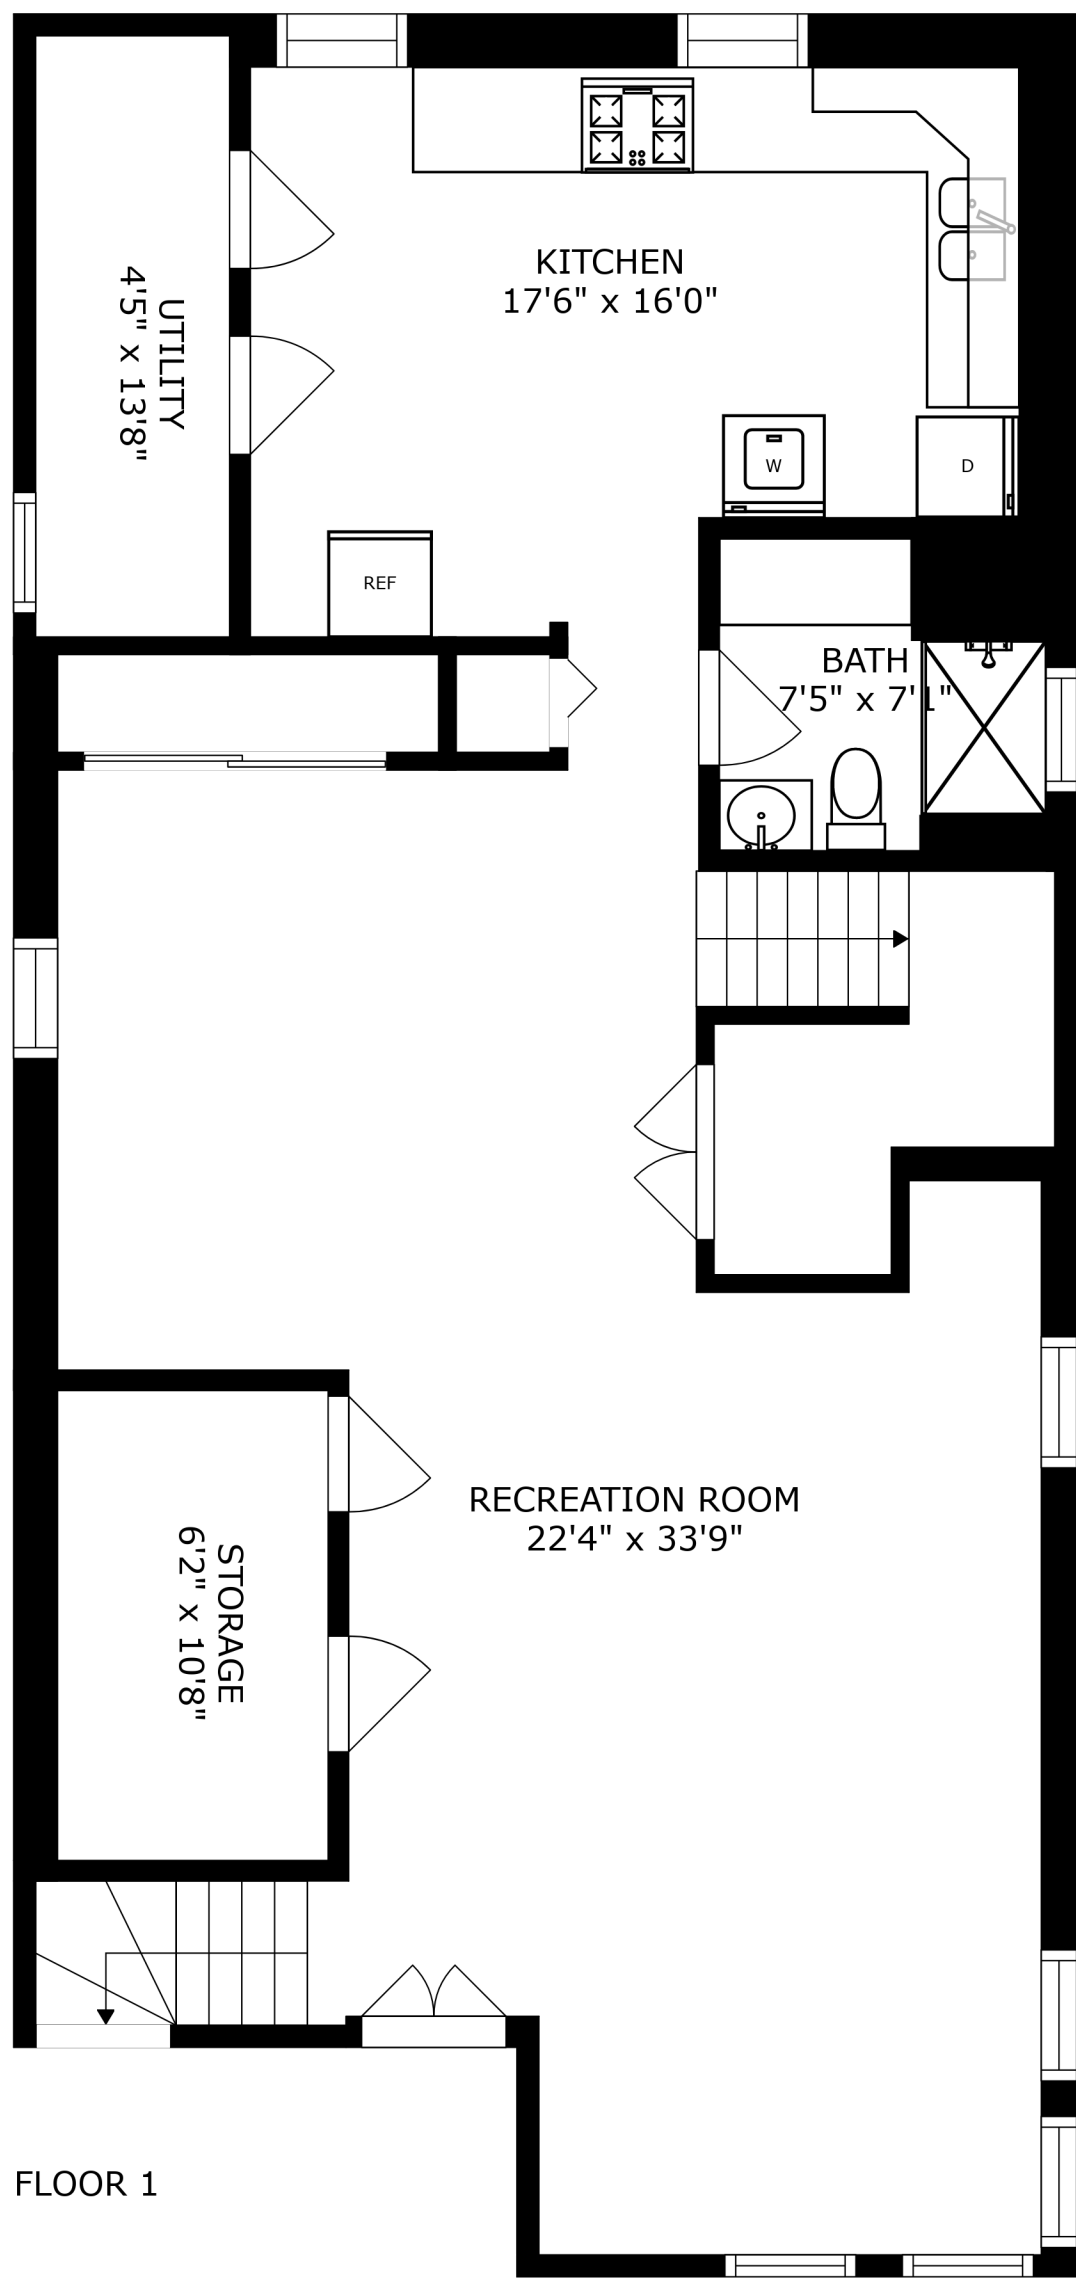 KITCHEN
17'6" x 16'0"
UTILITY
4'5" x 13'8"
W
D
REF
BATH
7'5" x 7'1"
RECREATION ROOM
22'4" x 33'9"
STORAGE
6'2" x 10'8"
FLOOR 1